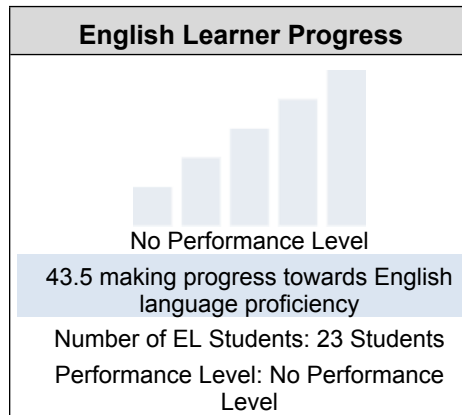 English Learner Progress
No Performance Level
43.5 making progress towards English
language proficiency
Number of EL Students: 23 Students
Performance Level: No Performance
Level